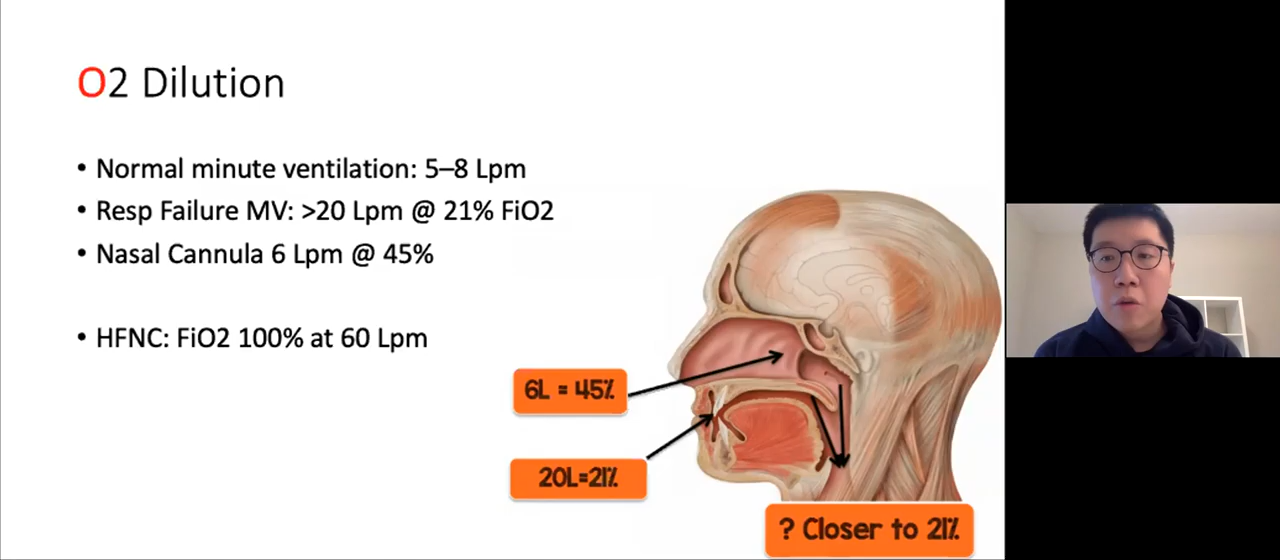 O2 Dilution
• Normal minute ventilation: 5–8 Lpm
• Resp Failure MV: >20 Lpm @ 21% FiO2
• Nasal Cannula 6 Lpm @ 45%
• HFNC: FiO2 100% at 60 Lpm
6L = 45%
20L=21%
? Closer to 21%